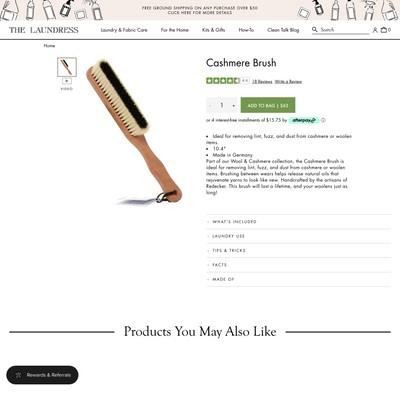 FREE GROUND SHIPPING ON ANY PURCHASE OVER $50
CLICK HERE FOR MORE DETAILS
THE LAUNDRESS
Laundry & Fabric Care
For the Home
Kits & Gifts
How-To
Clean Talk Blog
Search
0
Home
VIDEO
Cashmere Brush
18 Reviews
Write a Review
- 1 +
ADD TO BAG | $63
or 4 interest-free installments of $15.75 by afterpay
• Ideal for removing lint, fuzz, and dust from cashmere or woolen
items.
• 10.4"
• Made in Germany
Part of our Wool & Cashmere collection, the Cashmere Brush is
ideal for removing lint, fuzz, and dust from cashmere or woolen
items. Brushing between wears helps release natural oils that
rejuvenate yarns to look like new. Handcrafted by the artisans of
Redecker. This brush will last a lifetime, and your woolens just as
long!
WHAT'S INCLUDED
LAUNDRY USE
TIPS & TRICKS
FACTS
MADE OF
Products You May Also Like
Rewards & Referrals